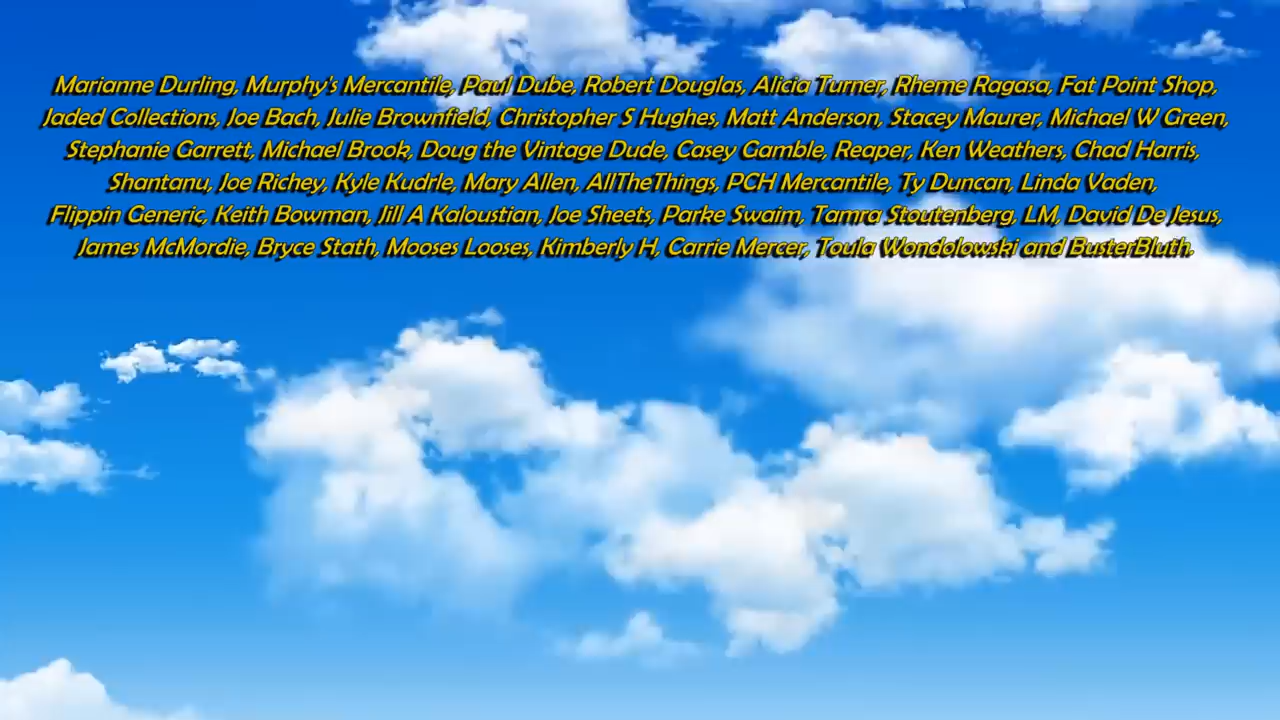 Marianne Durling, Murphy's Mercantile, Paul Dube, Robert Douglas, Alicia Turner, Rheme Ragasa, Fat Point Shop,
Jaded Collections, Joe Bach, Julie Brownfield, Christopher S Hughes, Matt Anderson, Stacey Maurer, Michael W Green,
Stephanie Garrett, Michael Brook, Doug the Vintage Dude, Casey Gamble, Reaper, Ken Weathers, Chad Harris,
Shantanu, Joe Richey, Kyle Kudrle, Mary Allen, AllTheThings, PCH Mercantile, Ty Duncan, Linda Vaden,
Flippin Generic, Keith Bowman, Jill A Kaloustian, Joe Sheets, Parke Swaim, Tamra Stoutenberg, LM, David De Jesus,
James McMordie, Bryce Stath, Mooses Looses, Kimberly H, Carrie Mercer, Toula Wondolowski and BusterBluth.